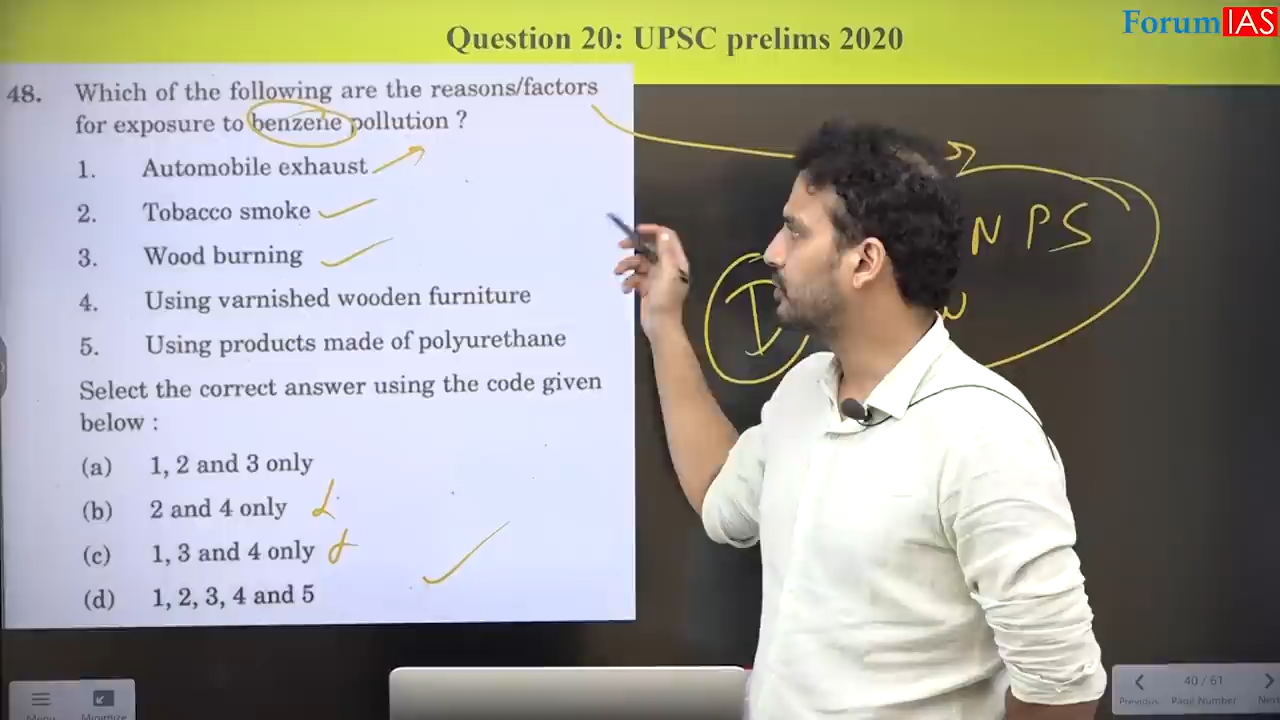 ForumIAS
Question 20: UPSC prelims 2020
48. Which of the following are the reasons/factors
for exposure to benzene pollution ?
1. Automobile exhaust
2. Tobacco smoke
3. Wood burning
4. Using varnished wooden furniture
5. Using products made of polyurethane
Select the correct answer using the code given
below :
(a) 1, 2 and 3 only
(b) 2 and 4 only
(c) 1, 3 and 4 only
(d) 1, 2, 3, 4 and 5
NPS
I
Menu
Minimize
40 / 61
Previous Page Number